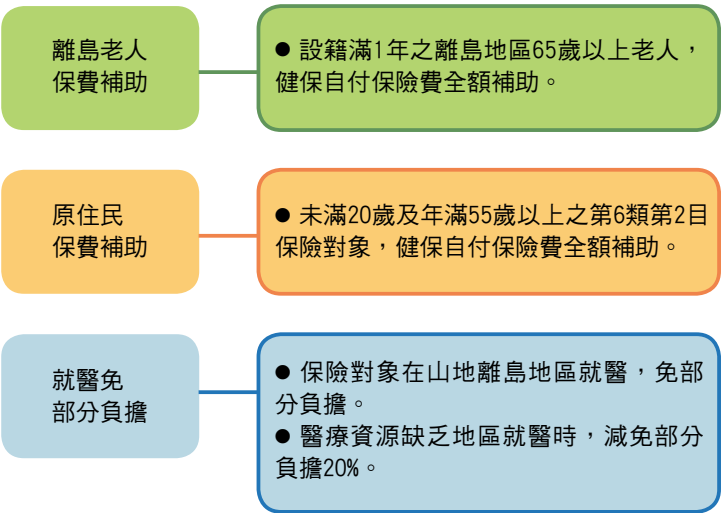 離島老人
保費補助
● 設籍滿1年之離島地區65歲以上老人，
健保自付保險費全額補助。
原住民
保費補助
● 未滿20歲及年滿55歲以上之第6類第2目
保險對象，健保自付保險費全額補助。
就醫免
部分負擔
● 保險對象在山地離島地區就醫，免部
分負擔。
● 醫療資源缺乏地區就醫時，減免部分
負擔20%。